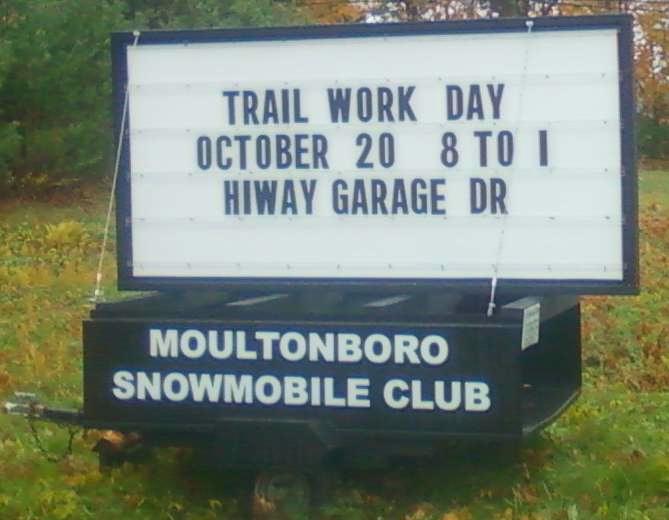 TRAIL WORK DAY
OCTOBER 20 8 TO 1
HIWAY GARAGE DR
MOULTONBORO
SNOWMOBILE CLUB